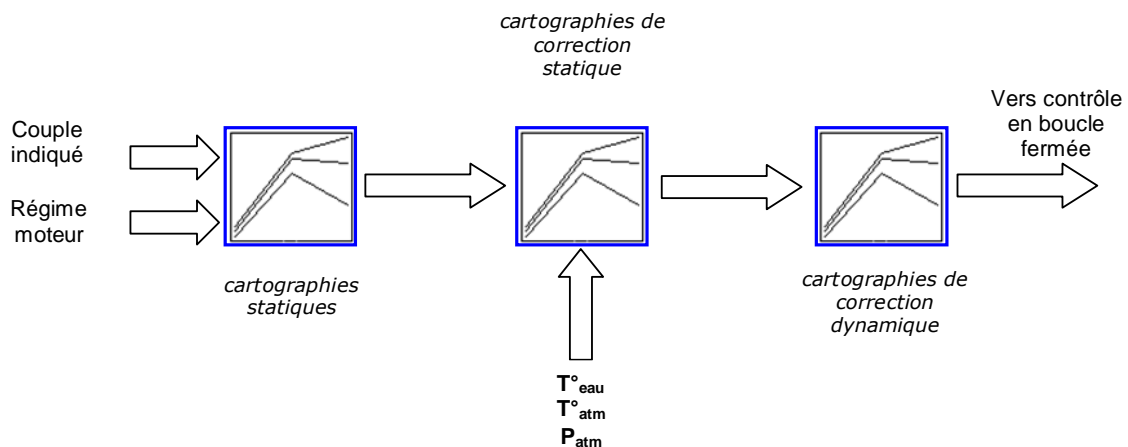 cartographies de
correction
statique
Couple
indiqué
Régime
moteur
Vers contrôle
en boucle
fermée
cartographies
statiques
cartographies de
correction
dynamique
T°eau
T°atm
Patm